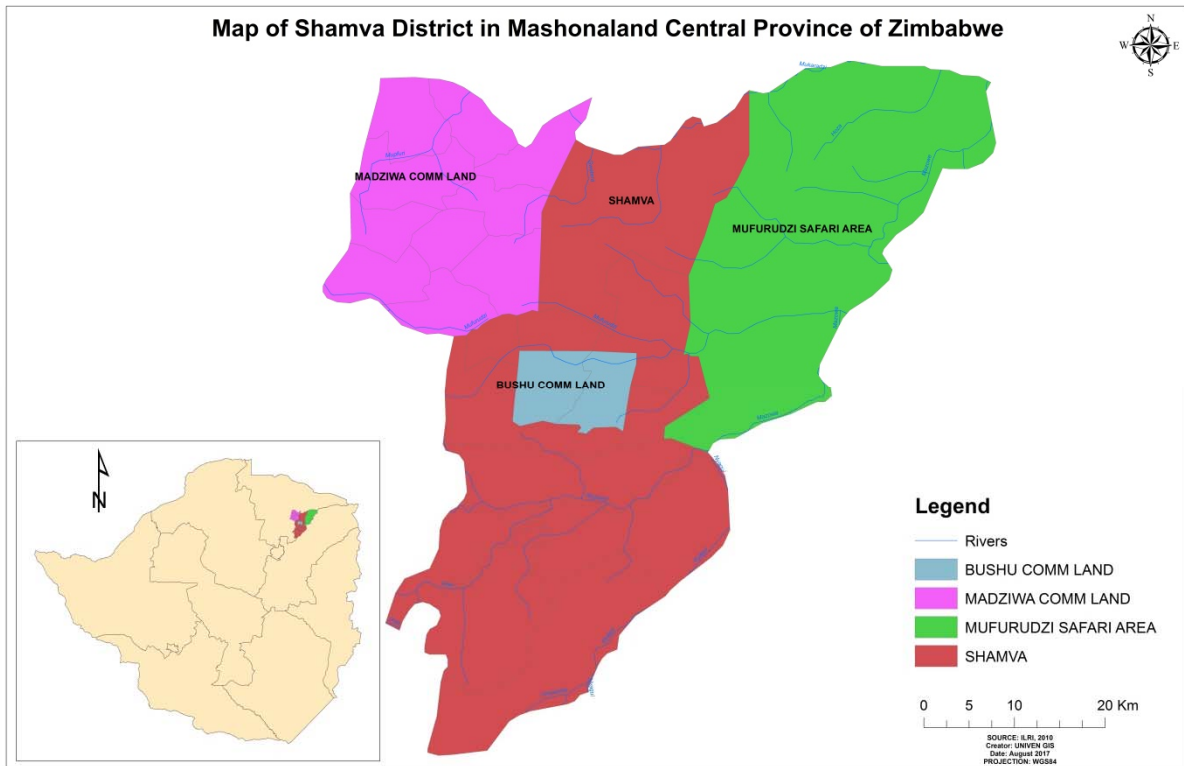 Map of Shamva District in Mashonaland Central Province of Zimbabwe
N
W E
S
MADZIWA COMM LAND
SHAMVA
MUFURUDZI SAFARI AREA
BUSHU COMM LAND
N
Legend
Rivers
BUSHU COMM LAND
MADZIWA COMM LAND
MUFURUDZI SAFARI AREA
SHAMVA
0 5 10 20 Km
SOURCE: ILRI, 2010
Creator: UNIVEN GIS
Date: August 2017
PROJECTION: WGS84